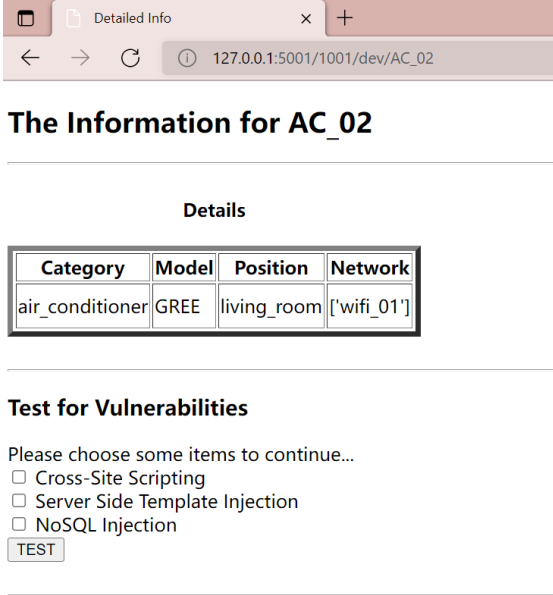 Detailed Info
127.0.0.1:5001/1001/dev/AC_02
The Information for AC_02
Details
Category Model Position Network
air_conditioner GREE living_room ['wifi_01']
Test for Vulnerabilities
Please choose some items to continue...
Cross-Site Scripting
Server Side Template Injection
NoSQL Injection
TEST